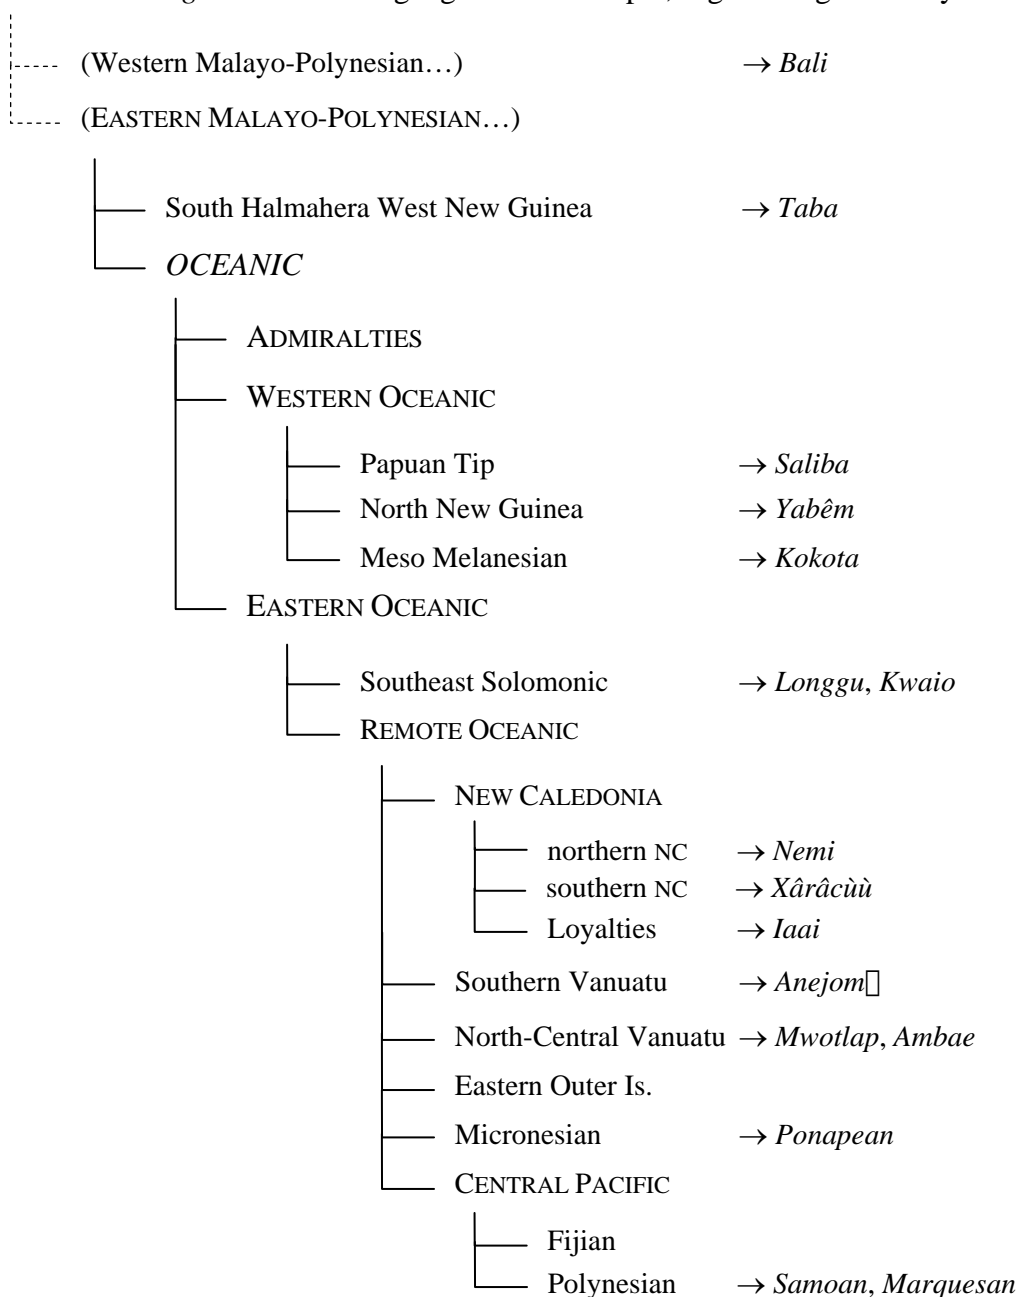 (Western Malayo-Polynesian…) → Bali
(EASTERN MALAYO-POLYNESIAN…)
South Halmahera West New Guinea → Taba
OCEANIC
ADMIRALTIES
WESTERN OCEANIC
Papuan Tip → Saliba
North New Guinea → Yabêm
Meso Melanesian → Kokota
EASTERN OCEANIC
Southeast Solomonic → Longgu, Kwaio
REMOTE OCEANIC
NEW CALEDONIA
northern NC → Nemi
southern NC → Xârâcùù
Loyalties → Iaai
Southern Vanuatu → Anejom▯
North-Central Vanuatu → Mwotlap, Ambae
Eastern Outer Is.
Micronesian → Ponapean
CENTRAL PACIFIC
Fijian
Polynesian → Samoan, Marquesan